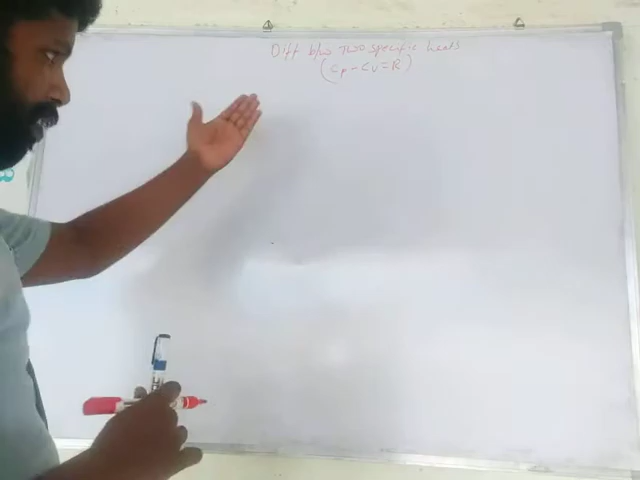 Diff b/w Two specific heats
(Cp - Cv = R)